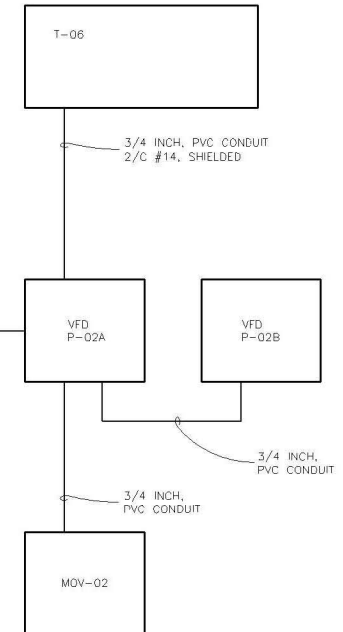 T-06
3/4 INCH, PVC CONDUIT
2/C #14, SHIELDED
VFD
P-02A
VFD
P-02B
3/4 INCH,
PVC CONDUIT
3/4 INCH,
PVC CONDUIT
MOV-02